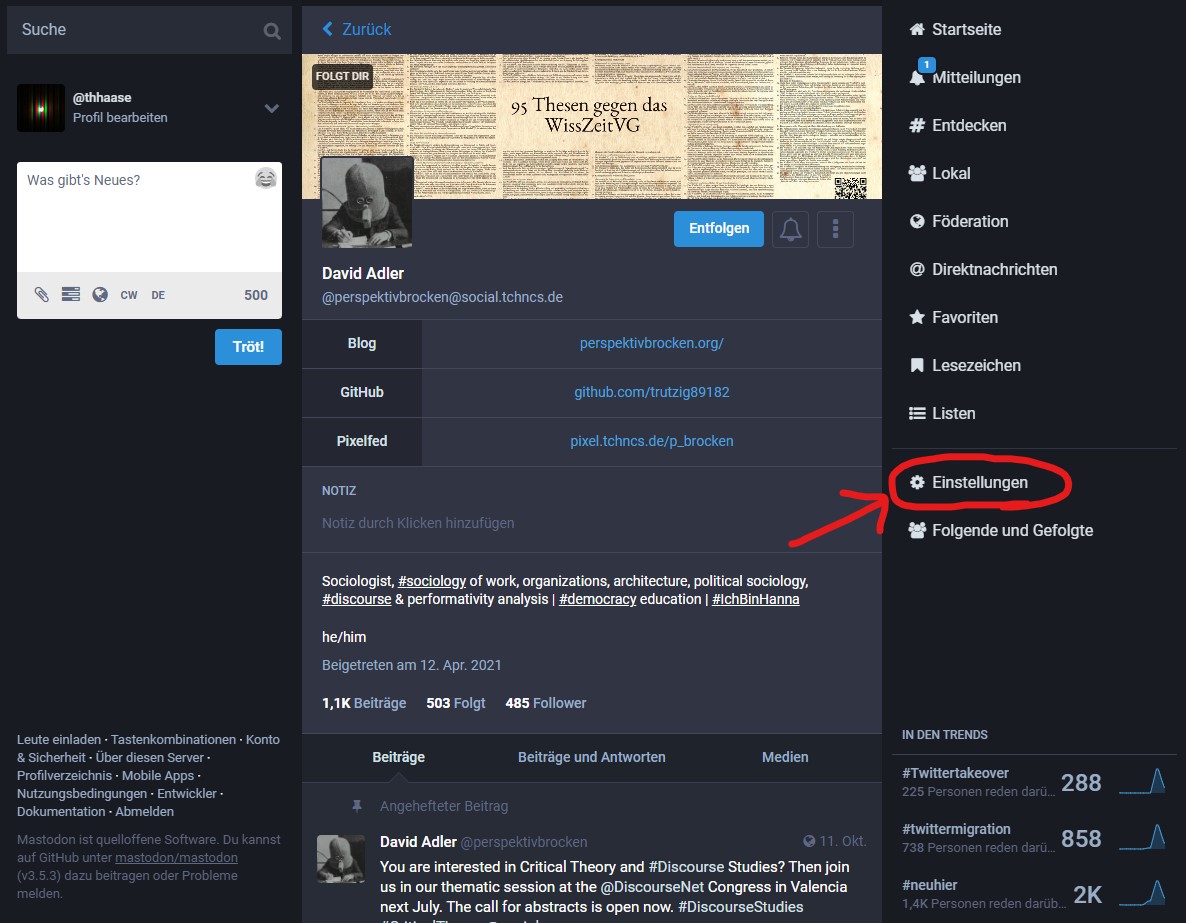 Suche
@thhaase
Profil bearbeiten
Was gibt's Neues?
CW DE 500
Tröt!
Leute einladen · Tastenkombinationen · Konto
& Sicherheit · Über diesen Server ·
Profilverzeichnis · Mobile Apps ·
Nutzungsbedingungen · Entwickler ·
Dokumentation · Abmelden
Mastodon ist quelloffene Software. Du kannst
auf GitHub unter mastodon/mastodon
(v3.5.3) dazu beitragen oder Probleme
melden.
Zurück
FOLGT DIR
95 Thesen gegen das
WissZeitVG
Entfolgen
David Adler
@perspektivbrocken@social.tchncs.de
Blog perspektivbrocken.org/
GitHub github.com/trutzig89182
Pixelfed pixel.tchncs.de/p_brocken
NOTIZ
Notiz durch Klicken hinzufügen
Sociologist, #sociology of work, organizations, architecture, political sociology,
#discourse & performativity analysis | #democracy education | #IchBinHanna
he/him
Beigetreten am 12. Apr. 2021
1,1K Beiträge 503 Folgt 485 Follower
Beiträge Beiträge und Antworten Medien
Angehefteter Beitrag
David Adler @perspektivbrocken 11. Okt.
You are interested in Critical Theory and #Discourse Studies? Then join
us in our thematic session at the @DiscourseNet Congress in Valencia
next July. The call for abstracts is open now. #DiscourseStudies
Startseite
1
Mitteilungen
Entdecken
Lokal
Föderation
Direktnachrichten
Favoriten
Lesezeichen
Listen
Einstellungen
Folgende und Gefolgte
IN DEN TRENDS
#Twittertakeover
225 Personen reden darü... 288
#twittermigration
738 Personen reden darü... 858
#neuhier
1,4K Personen reden darüb... 2K